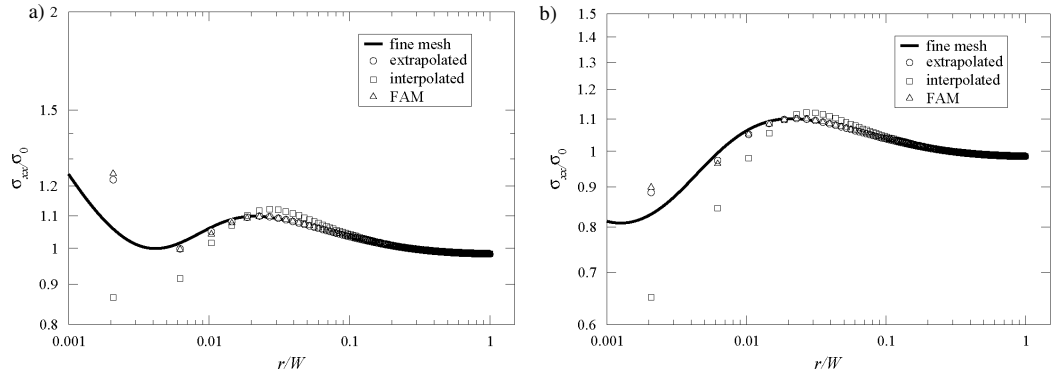 a)
2
1.5
1.2
1.1
1
0.9
0.8
σxx/σ0
0.001
0.01
0.1
1
r/W
fine mesh
extrapolated
interpolated
FAM
b)
1.5
1.4
1.3
1.2
1.1
1
0.9
0.8
0.7
0.6
σxx/σ0
0.001
0.01
0.1
1
r/W
fine mesh
extrapolated
interpolated
FAM